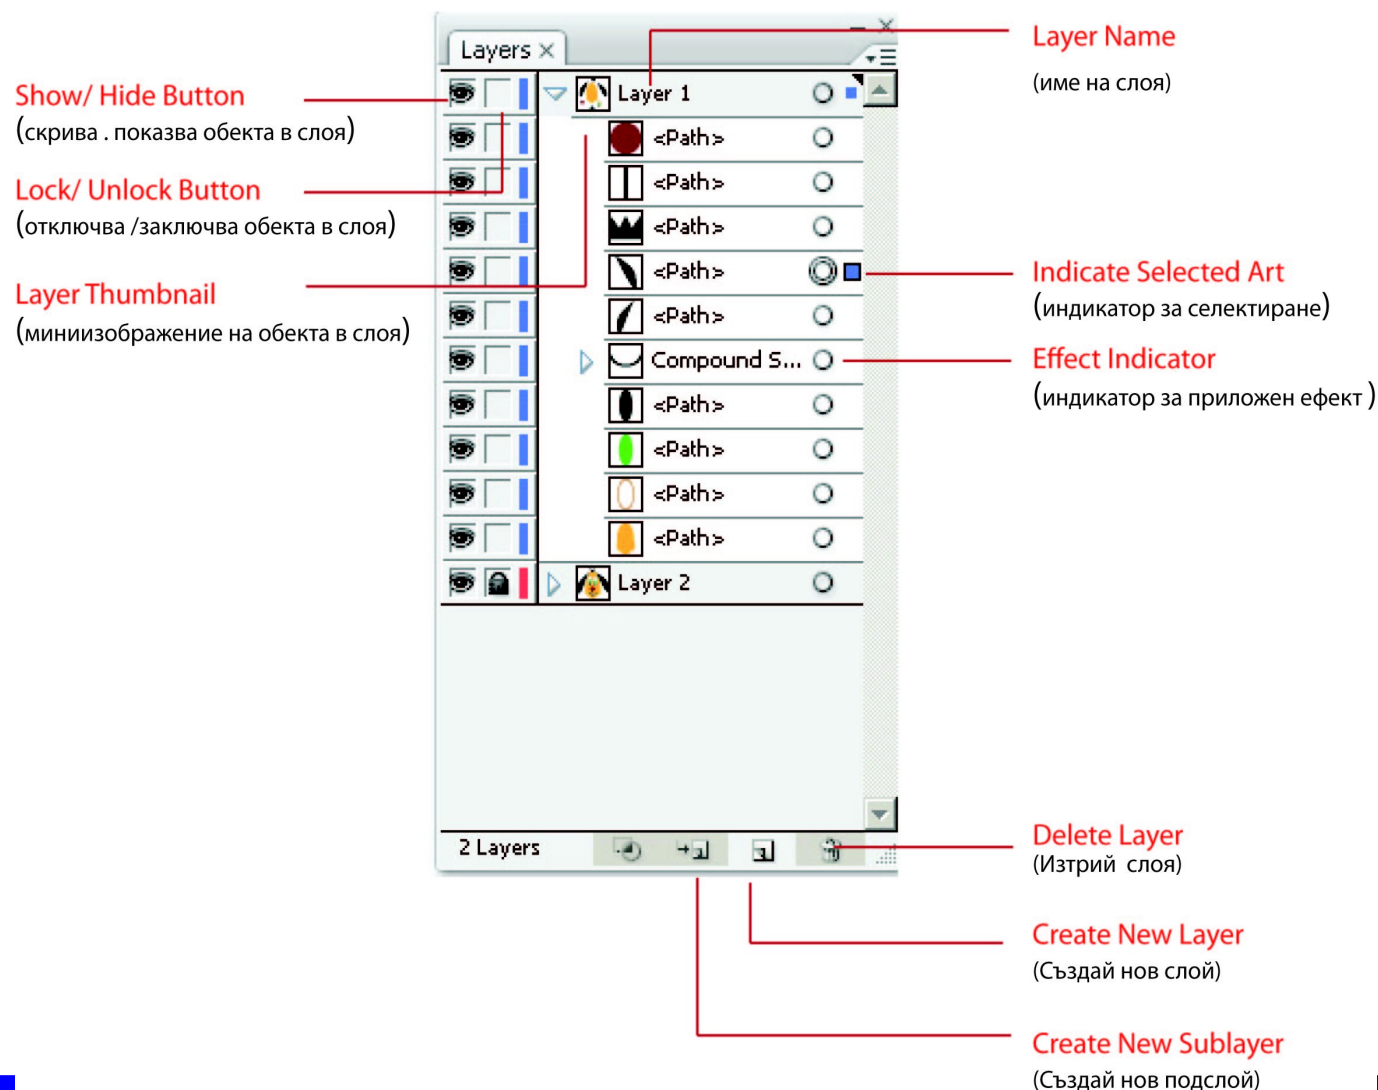 Layers
Layer Name
(име на слоя)
Show/ Hide Button
(скрива . показва обекта в слоя)
Lock/ Unlock Button
(отключва /заключва обекта в слоя)
Layer Thumbnail
(миниизображение на обекта в слоя)
Layer 1
<Path>
<Path>
<Path>
<Path>
<Path>
Compound S...
<Path>
<Path>
<Path>
<Path>
Layer 2
Indicate Selected Art
(индикатор за селектиране)
Effect Indicator
(индикатор за приложен ефект )
2 Layers
Delete Layer
(Изтрий слоя)
Create New Layer
(Създай нов слой)
Create New Sublayer
(Създай нов подслой)